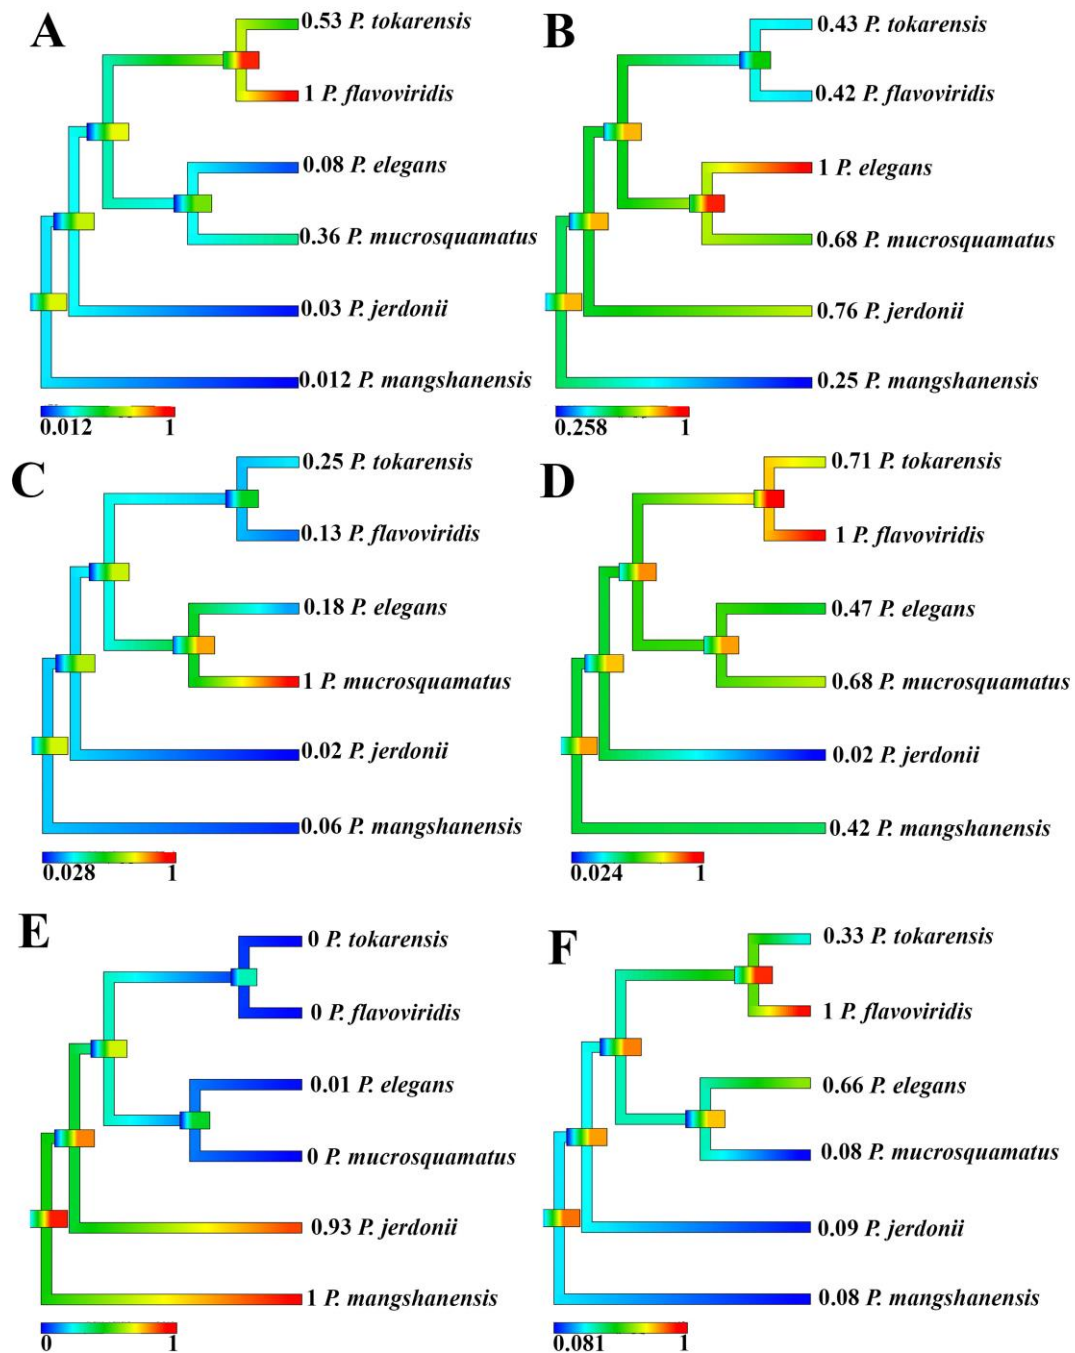 A
0.53 P. tokarensis
1 P. flavoviridis
0.08 P. elegans
0.36 P. mucrosquamatus
0.03 P. jerdonii
0.012 P. mangshanensis
0.012 1
B
0.43 P. tokarensis
0.42 P. flavoviridis
1 P. elegans
0.68 P. mucrosquamatus
0.76 P. jerdonii
0.25 P. mangshanensis
0.258 1
C
0.25 P. tokarensis
0.13 P. flavoviridis
0.18 P. elegans
1 P. mucrosquamatus
0.02 P. jerdonii
0.06 P. mangshanensis
0.028 1
D
0.71 P. tokarensis
1 P. flavoviridis
0.47 P. elegans
0.68 P. mucrosquamatus
0.02 P. jerdonii
0.42 P. mangshanensis
0.024 1
E
0 P. tokarensis
0 P. flavoviridis
0.01 P. elegans
0 P. mucrosquamatus
0.93 P. jerdonii
1 P. mangshanensis
0 1
F
0.33 P. tokarensis
1 P. flavoviridis
0.66 P. elegans
0.08 P. mucrosquamatus
0.09 P. jerdonii
0.08 P. mangshanensis
0.081 1